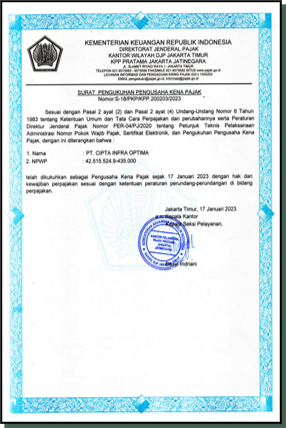 KEMENTERIAN KEUANGAN REPUBLIK INDONESIA
DIREKTORAT JENDERAL PAJAK
KANTOR WILAYAH DJP JAKARTA TIMUR
KPP PRATAMA JAKARTA JATINEGARA
SURAT PENGUKUHAN PENGUSAHA KENA PAJAK
Nomor:S-18/PKP/KPP.200203/2023
Sesuai dengan Pasal 2 ayat (2) dan Pasal 2 ayat (4) Undang-Undang Nomor 6 Tahun
1983 tentang Ketentuan Umum dan Tata Cara Perpajakan dan perubahannya serta Peraturan
Direktur Jenderal Pajak Nomor PER-04/PJ/2020 tentang Petunjuk Teknis Pelaksanaan
Administrasi Nomor Pokok Wajib Pajak, Sertifikat Elektronik, dan Pengukuhan Pengusaha Kena
Pajak, dengan ini diterangkan bahwa :
1. Nama : PT. CIPTA INFRA OPTIMA
2. NPWP : 42.515.524.9-435.000
telah dikukuhkan sebagai Pengusaha Kena Pajak sejak 17 Januari 2023 dengan hak dan
kewajiban perpajakan sesuai dengan ketentuan peraturan perundang-perundangan di bidang
perpajakan.
Jakarta Timur, 17 Januari 2023
a.n. Kepala Kantor
Kepala Seksi Pelayanan,
Indriani